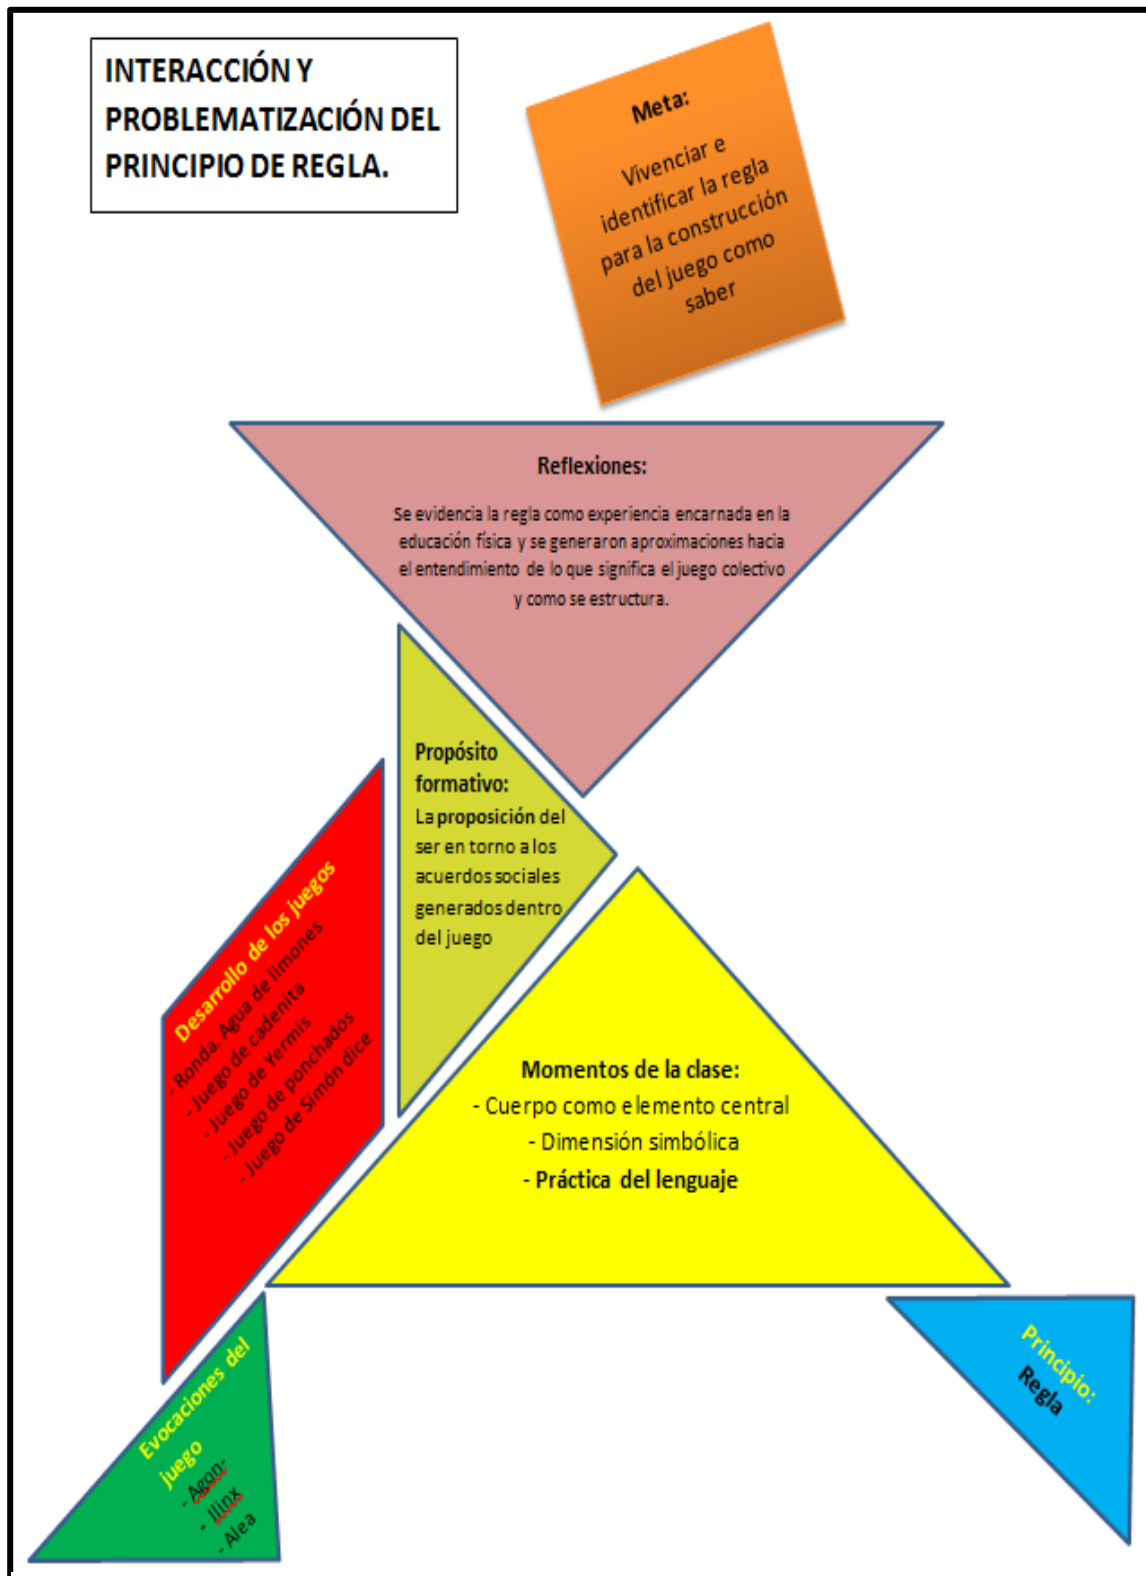 INTERACCIÓN Y
PROBLEMATIZACIÓN DEL
PRINCIPIO DE REGLA.
Meta:
Vivenciar e
identificar la regla
para la construcción
del juego como
saber
Reflexiones:
Se evidencia la regla como experiencia encarnada en la
educación física y se generaron aproximaciones hacia
el entendimiento de lo que significa el juego colectivo
y como se estructura.
Propósito
formativo:
La proposición del
ser en torno a los
acuerdos sociales
generados dentro
del juego
Desarrollo de los juegos
- Ronda. Agua de limones
- Juego de cadenita
- Juego de Yermis
- Juego de ponchados
- Juego de Simón dice
Momentos de la clase:
- Cuerpo como elemento central
- Dimensión simbólica
- Práctica del lenguaje
Evocaciones del
juego
- Agon-
- Ilinx
- Alea
Principio:
Regla